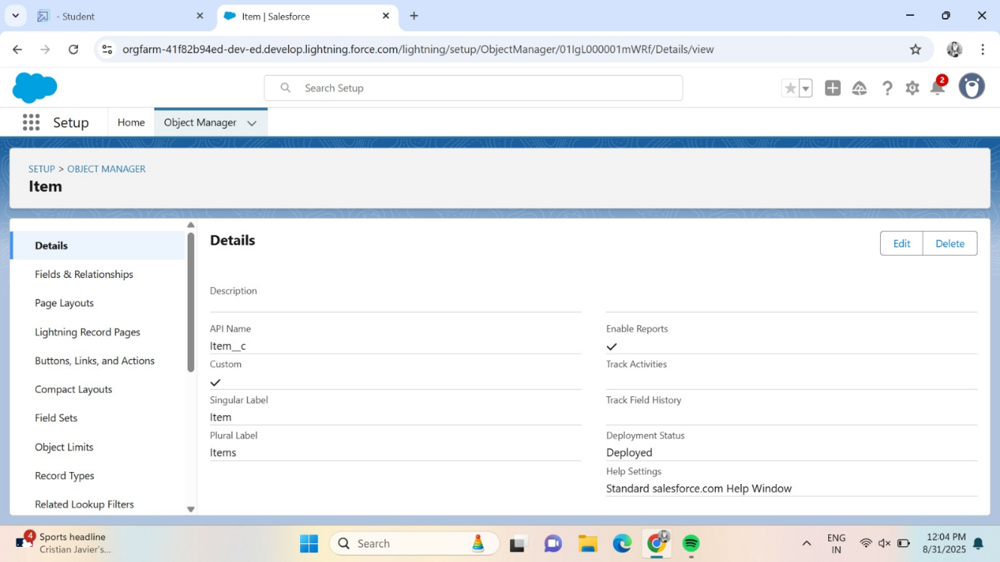 - Student
Item | Salesforce
orgfarm-41f82b94ed-dev-ed.develop.lightning.force.com/lightning/setup/ObjectManager/01IgL000001mWRf/Details/view
Search Setup
2
Setup
Home
Object Manager
SETUP > OBJECT MANAGER
Item
Details
Fields & Relationships
Page Layouts
Lightning Record Pages
Buttons, Links, and Actions
Compact Layouts
Field Sets
Object Limits
Record Types
Related Lookup Filters
Details
Edit
Delete
Description
API Name
Item__c
Custom
Singular Label
Item
Plural Label
Items
Enable Reports
Track Activities
Track Field History
Deployment Status
Deployed
Help Settings
Standard salesforce.com Help Window
4
Sports headline
Cristian Javier's...
Search
ENG
IN
12:04 PM
8/31/2025